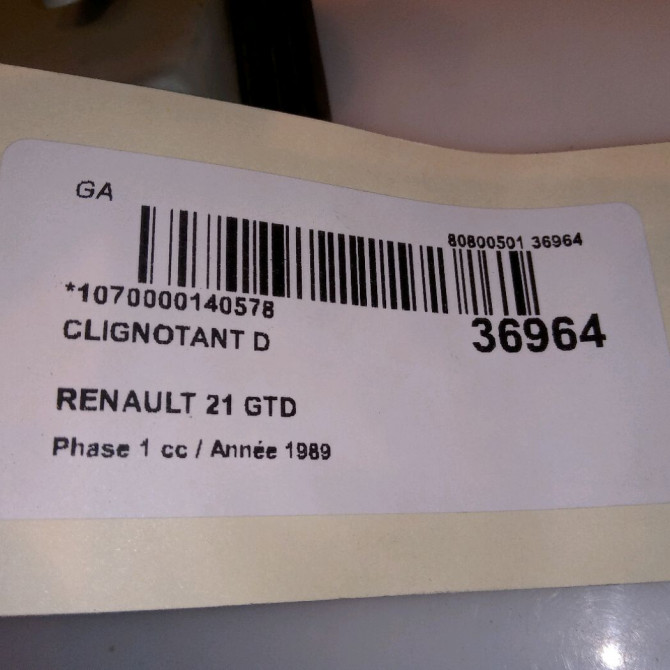 GA
80800501 36964
*1070000140578
36964
CLIGNOTANT D
RENAULT 21 GTD
Phase 1 cc / Année 1989